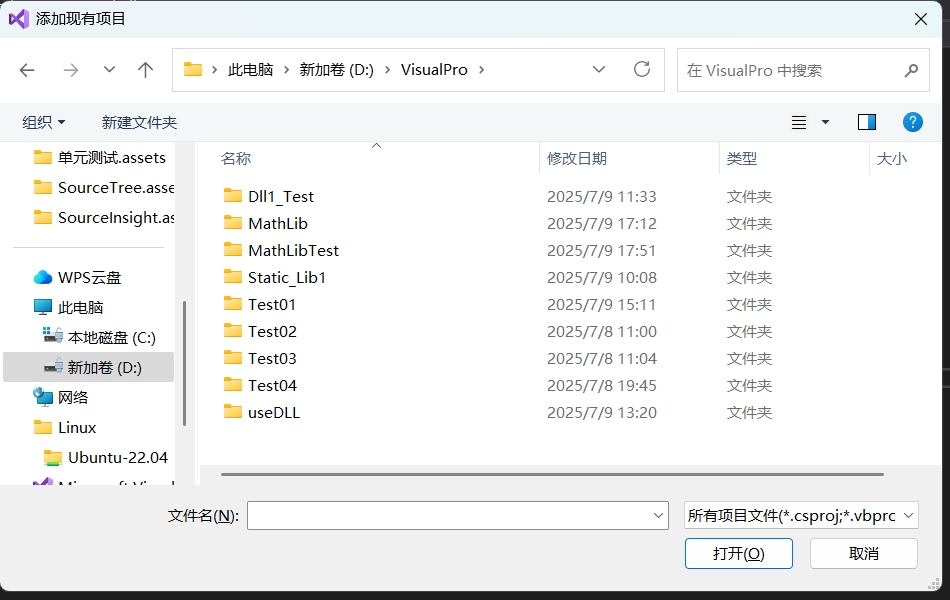 添加现有项目
此电脑 新加卷 (D:) VisualPro
在 VisualPro 中搜索
组织 新建文件夹
单元测试.assets
SourceTree.asse
SourceInsight.as
WPS云盘
此电脑
本地磁盘 (C:)
新加卷 (D:)
网络
Linux
Ubuntu-22.04
名称 修改日期 类型 大小
Dll1_Test 2025/7/9 11:33 文件夹
MathLib 2025/7/9 17:12 文件夹
MathLibTest 2025/7/9 17:51 文件夹
Static_Lib1 2025/7/9 10:08 文件夹
Test01 2025/7/9 15:11 文件夹
Test02 2025/7/8 11:00 文件夹
Test03 2025/7/8 11:04 文件夹
Test04 2025/7/8 19:45 文件夹
useDLL 2025/7/9 13:20 文件夹
文件名(N):
所有项目文件(*.csproj;*.vbprc
打开(O) 取消